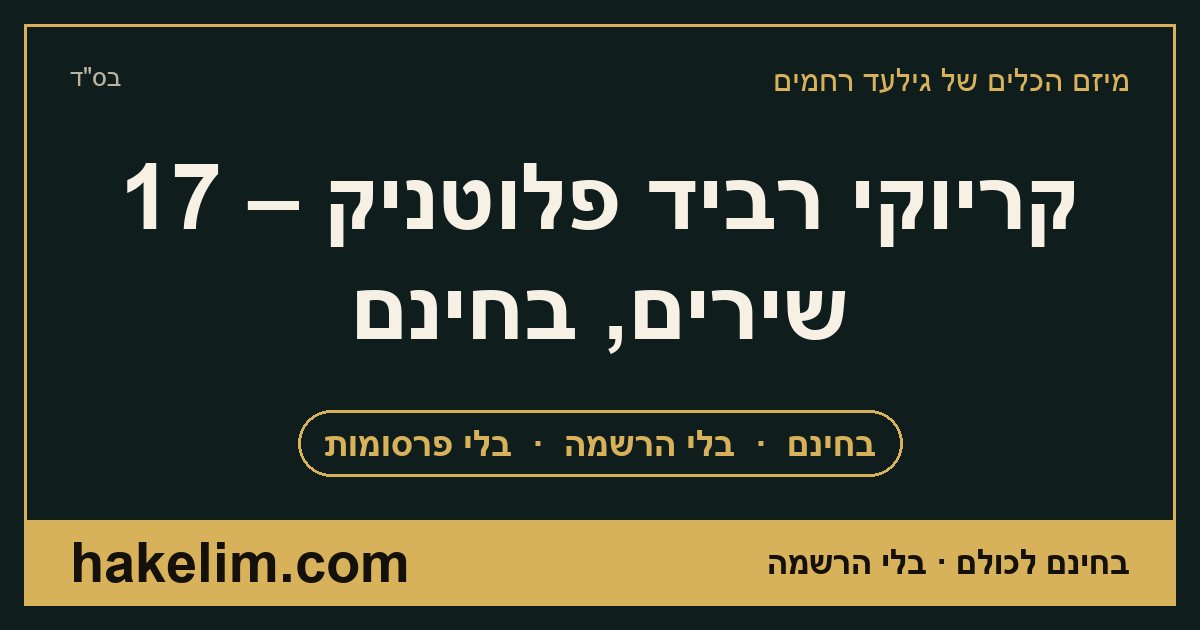 מיזם הכלים של גילעד רחמים
בס"ד
קריוקי רביד פלוטניק – 17
שירים, בחינם
בחינם · בלי הרשמה · בלי פרסומות
בחינם לכולם · בלי הרשמה
hakelim.com